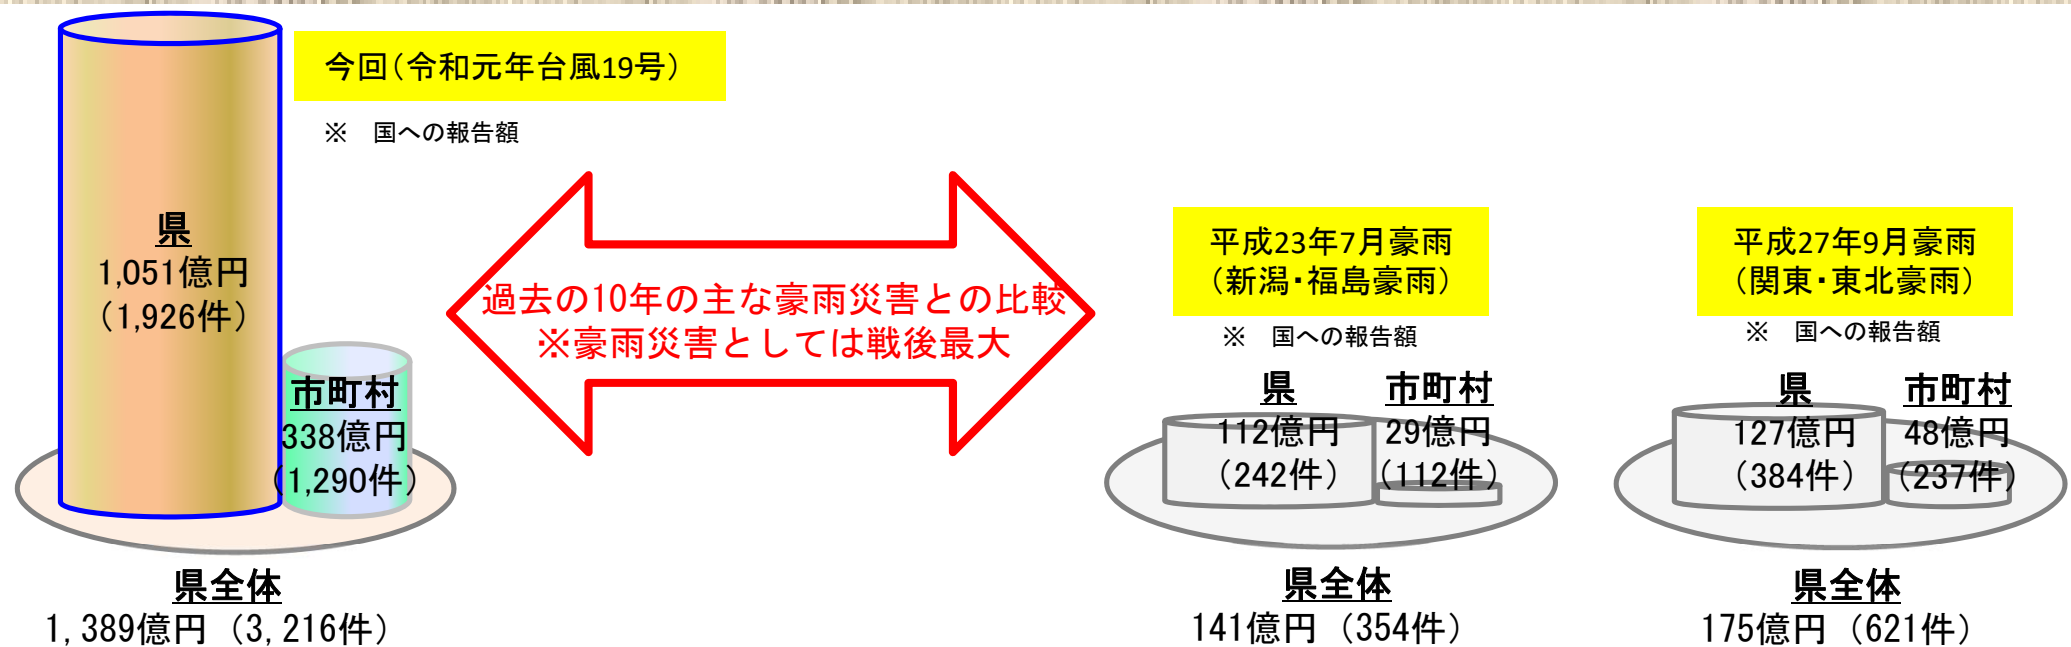 今回（令和元年台風19号）
※　国への報告額
県
1,051億円
（1,926件）
市町村
338億円
（1,290件）
県全体
1,389億円（3,216件）
過去の10年の主な豪雨災害との比較
※豪雨災害としては戦後最大
平成23年7月豪雨
（新潟・福島豪雨）
※　国への報告額
県
112億円
（242件）
市町村
29億円
（112件）
県全体
141億円（354件）
平成27年9月豪雨
（関東・東北豪雨）
※　国への報告額
県
127億円
（384件）
市町村
48億円
（237件）
県全体
175億円（621件）